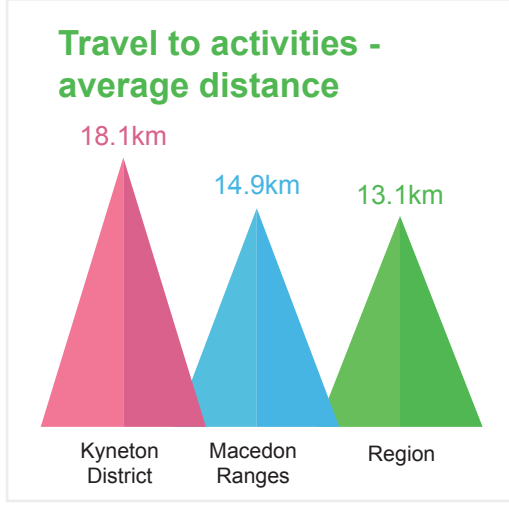 Travel to activities -
average distance
18.1km
14.9km
13.1km
Kyneton
District
Macedon
Ranges
Region